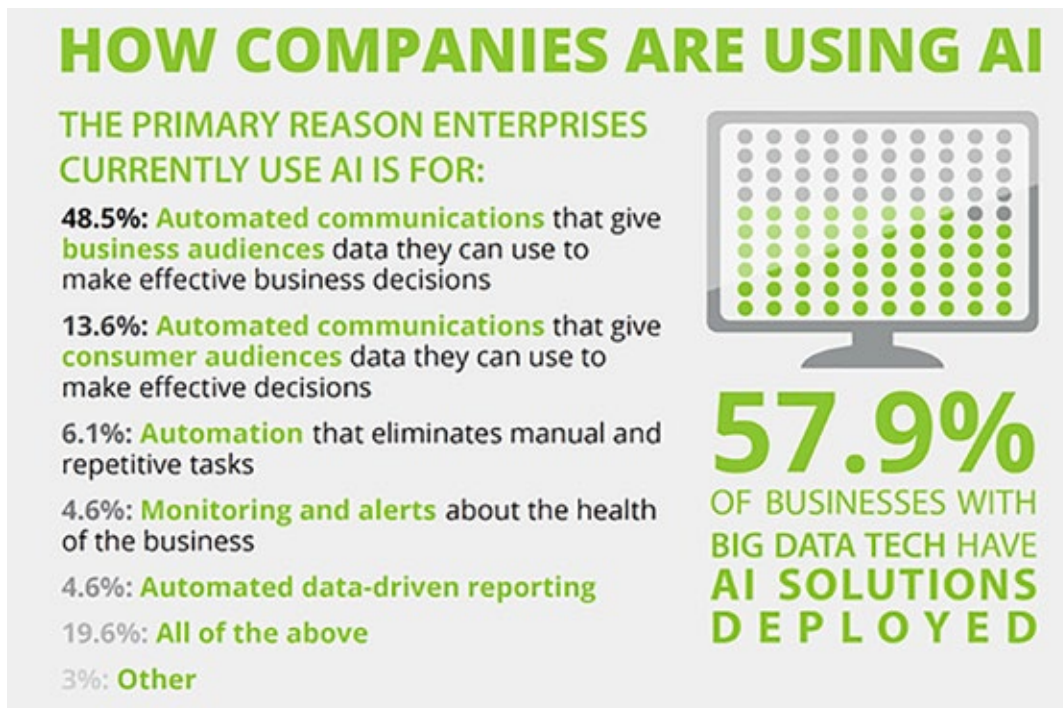 HOW COMPANIES ARE USING AI
THE PRIMARY REASON ENTERPRISES
CURRENTLY USE AI IS FOR:
48.5%: Automated communications that give
business audiences data they can use to
make effective business decisions
13.6%: Automated communications that give
consumer audiences data they can use to
make effective decisions
6.1%: Automation that eliminates manual and
repetitive tasks
4.6%: Monitoring and alerts about the health
of the business
4.6%: Automated data-driven reporting
19.6%: All of the above
3%: Other
57.9%
OF BUSINESSES WITH
BIG DATA TECH HAVE
AI SOLUTIONS
DEPLOYED